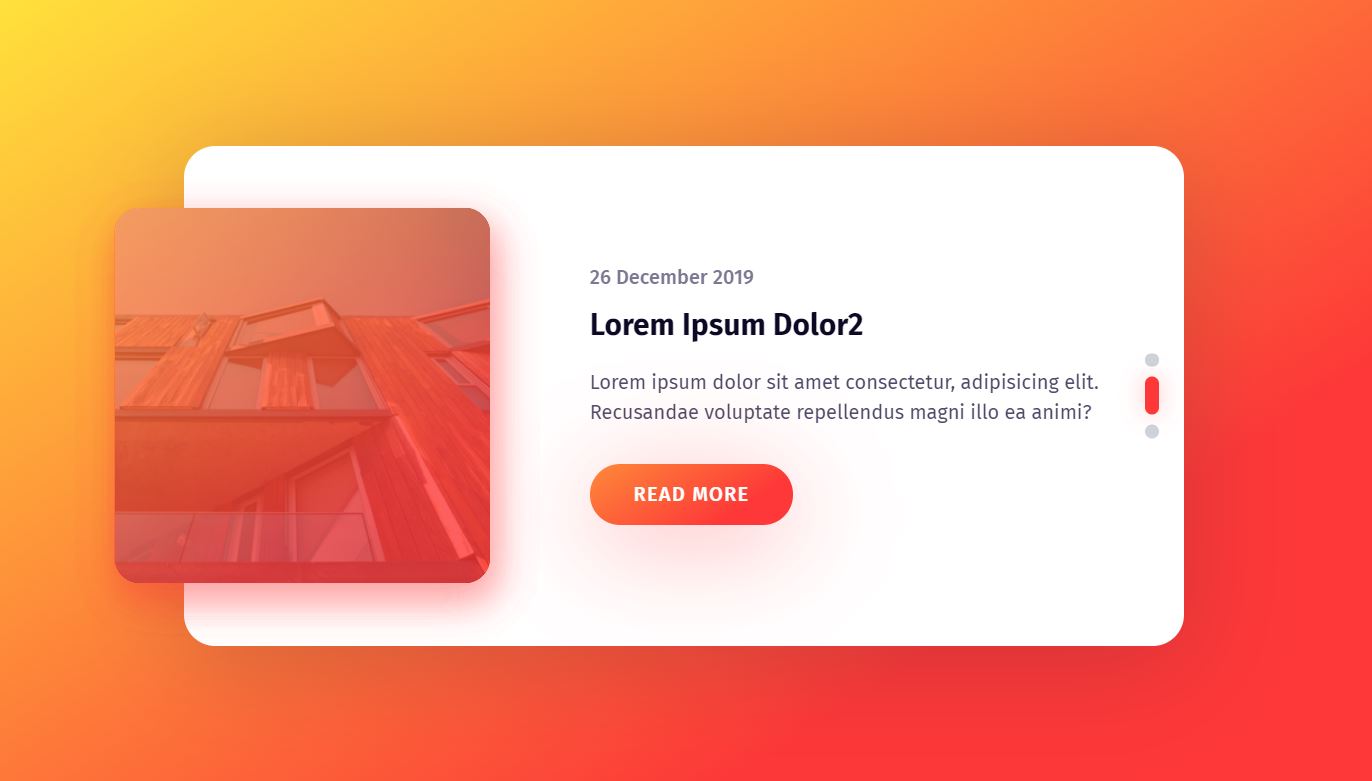 26 December 2019
Lorem Ipsum Dolor2
Lorem ipsum dolor sit amet consectetur, adipisicing elit.
Recusandae voluptate repellendus magni illo ea animi?
READ MORE